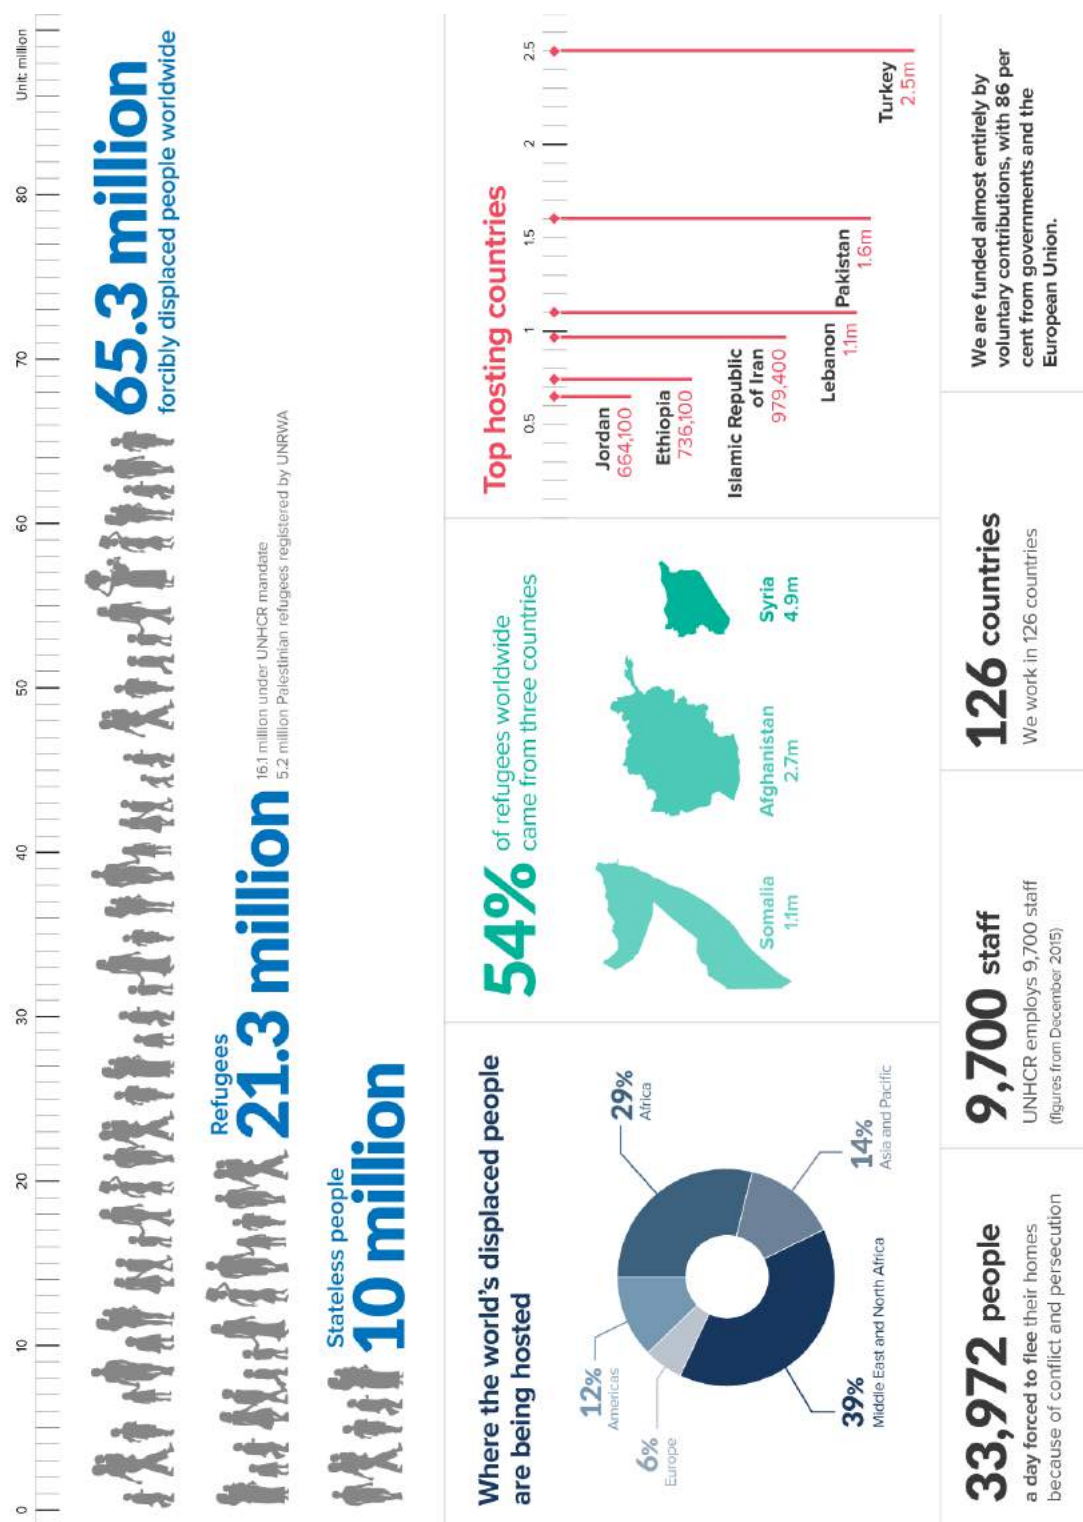 0
10
20
30
40
50
60
70
80
Unit: million
65.3 million
forcibly displaced people worldwide
Refugees
21.3 million
16.1 million under UNHCR mandate
5.2 million Palestinian refugees registered by UNRWA
Stateless people
10 million
Where the world's displaced people
are being hosted
12%
Americas
6%
Europe
29%
Africa
14%
Asia and Pacific
39%
Middle East and North Africa
54%
of refugees worldwide
came from three countries
Somalia
1.1m
Afghanistan
2.7m
Syria
4.9m
Top hosting countries
0.5
1
1.5
2
2.5
Jordan
664,100
Ethiopia
736,100
Islamic Republic
of Iran
979,400
Lebanon
1.1m
Pakistan
1.6m
Turkey
2.5m
33,972 people
a day forced to flee their homes
because of conflict and persecution
9,700 staff
UNHCR employs 9,700 staff
(figures from December 2015)
126 countries
We work in 126 countries
We are funded almost entirely by
voluntary contributions, with 86 per
cent from governments and the
European Union.